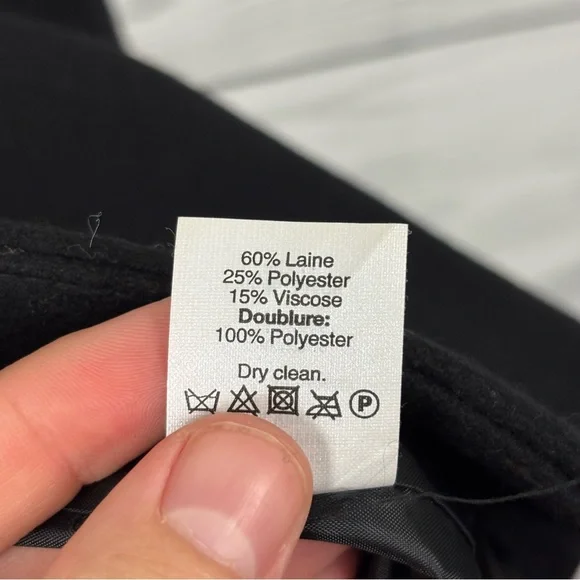 60% Laine
25% Polyester
15% Viscose
Doublure:
100% Polyester
Dry clean.
P